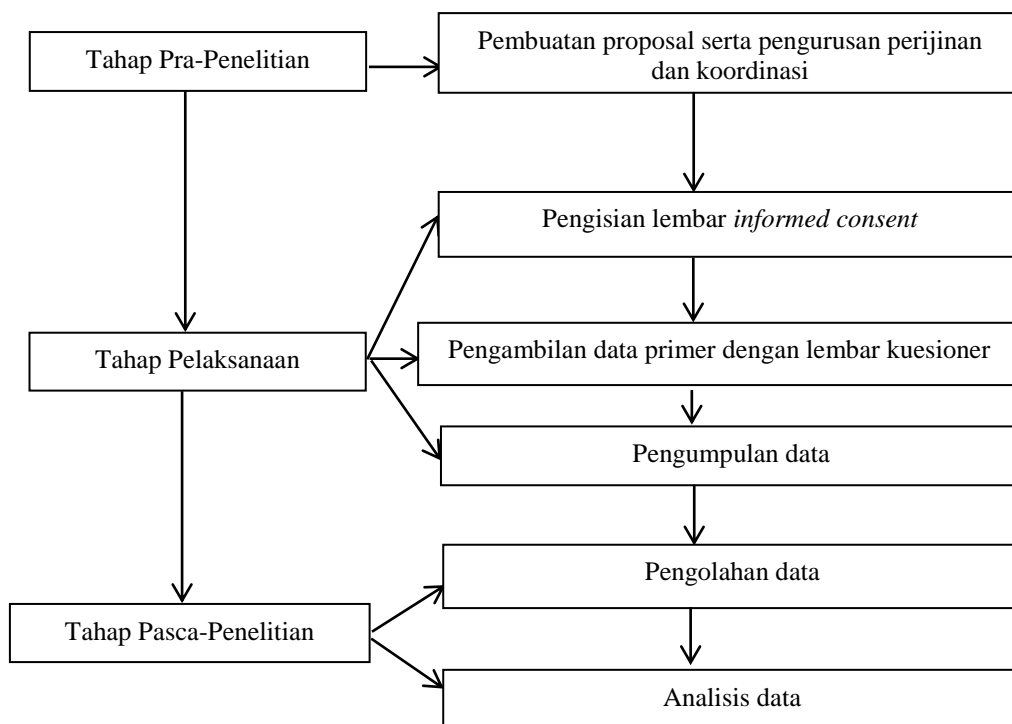 Tahap Pra-Penelitian
Pembuatan proposal serta pengurusan perijinan
dan koordinasi
Pengisian lembar informed consent
Tahap Pelaksanaan
Pengambilan data primer dengan lembar kuesioner
Pengumpulan data
Pengolahan data
Tahap Pasca-Penelitian
Analisis data